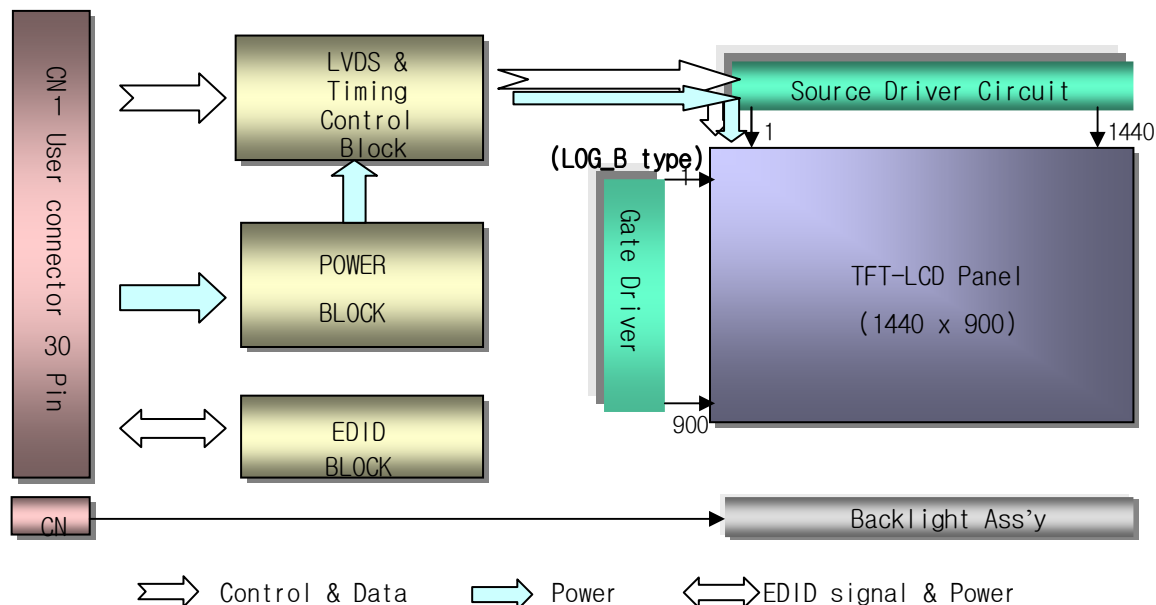 CN-1 User connector 30 Pin
LVDS &
Timing
Control
Block
Source Driver Circuit
1
1440
(LOG_B type)
1
Gate Driver
POWER
BLOCK
TFT-LCD Panel
(1440 x 900)
900
EDID
BLOCK
CN
Backlight Ass'y
Control & Data
Power
EDID signal & Power